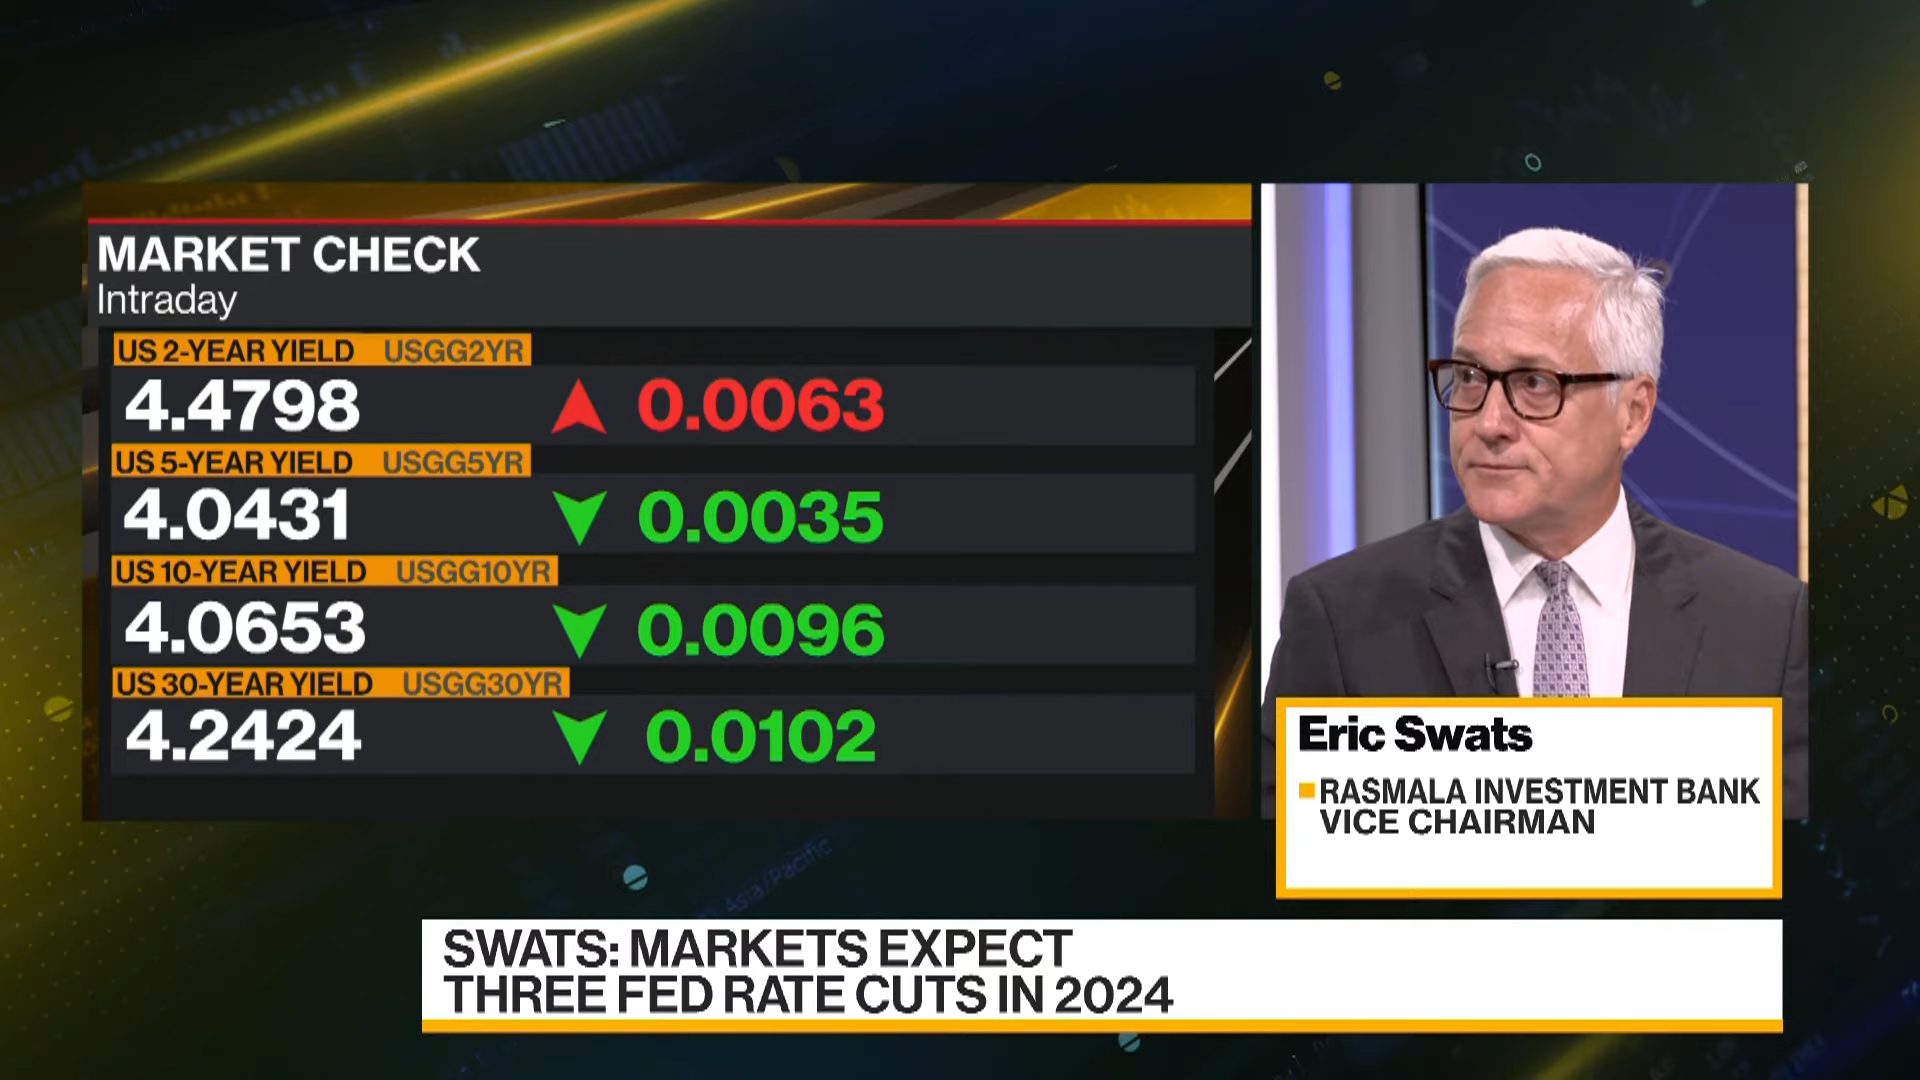 MARKET CHECK
Intraday
US 2-YEAR YIELD USGG2YR
4.4798 0.0063
US 5-YEAR YIELD USGG5YR
4.0431 0.0035
US 10-YEAR YIELD USGG10YR
4.0653 0.0096
US 30-YEAR YIELD USGG30YR
4.2424 0.0102
Eric Swats
RASMALA INVESTMENT BANK
VICE CHAIRMAN
Asia/Pacific
SWATS: MARKETS EXPECT
THREE FED RATE CUTS IN 2024